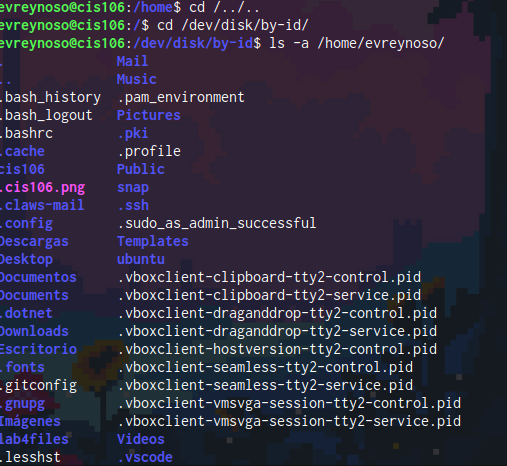 evreynoso@cis106:/home$ cd /../..
evreynoso@cis106:/$ cd /dev/disk/by-id/
evreynoso@cis106:/dev/disk/by-id$ ls -a /home/evreynoso/
. Mail
.. Music
.bash_history .pam_environment
.bash_logout Pictures
.bashrc .pki
.cache .profile
cis106 Public
.cis106.png snap
.claws-mail .ssh
.config .sudo_as_admin_successful
Descargas Templates
Desktop ubuntu
Documentos .vboxclient-clipboard-tty2-control.pid
Documents .vboxclient-clipboard-tty2-service.pid
.dotnet .vboxclient-draganddrop-tty2-control.pid
Downloads .vboxclient-draganddrop-tty2-service.pid
Escritorio .vboxclient-hostversion-tty2-control.pid
.fonts .vboxclient-seamless-tty2-control.pid
.gitconfig .vboxclient-seamless-tty2-service.pid
.gnupg .vboxclient-vmsvga-session-tty2-control.pid
Imágenes .vboxclient-vmsvga-session-tty2-service.pid
lab4files Videos
.lesshst .vscode